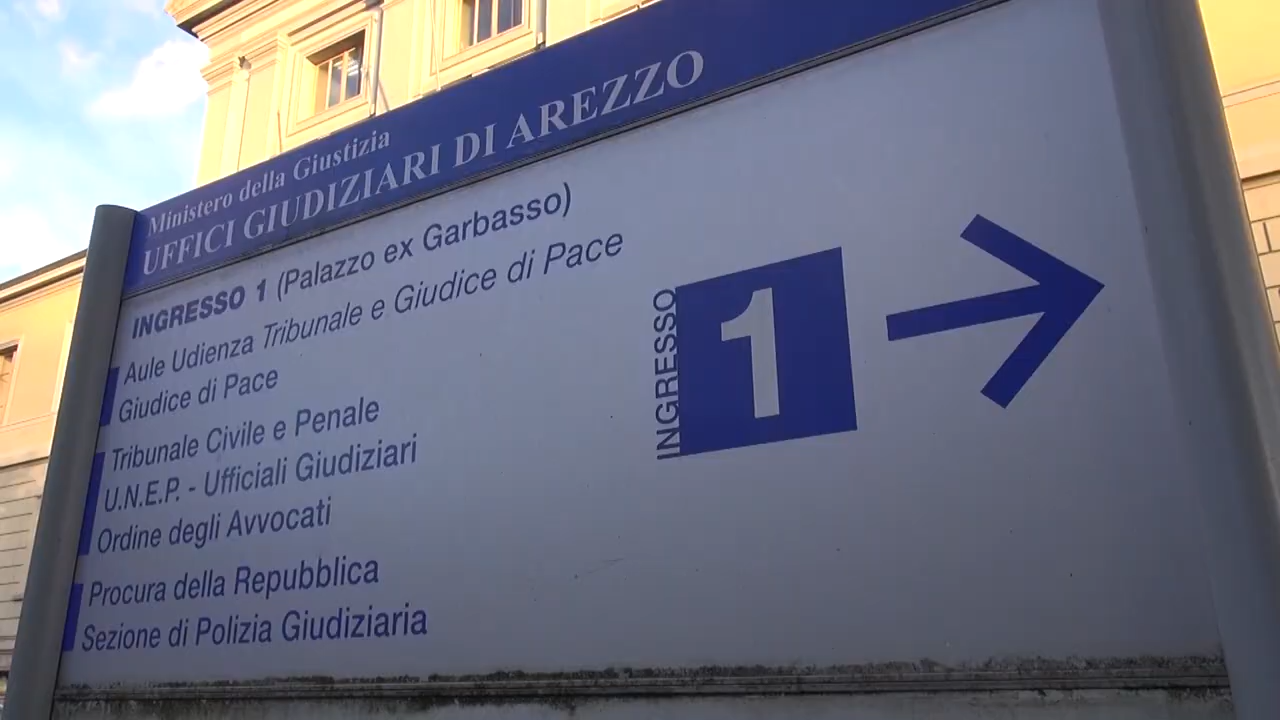 Ministero della Giustizia
UFFICI GIUDIZIARI DI AREZZO
INGRESSO 1 (Palazzo ex Garbasso)
Aule Udienza Tribunale e Giudice di Pace
Giudice di Pace
Tribunale Civile e Penale
U.N.E.P. - Ufficiali Giudiziari
Ordine degli Avvocati
Procura della Repubblica
Sezione di Polizia Giudiziaria
INGRESSO
1